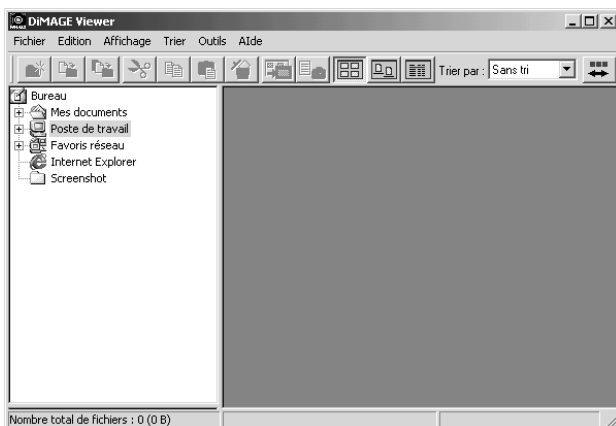 DiMAGE Viewer
Fichier Edition Affichage Trier Outils AIde
Trier par : Sans tri
Bureau
Mes documents
Poste de travail
Favoris réseau
Internet Explorer
Screenshot
Nombre total de fichiers : 0 (0 B)